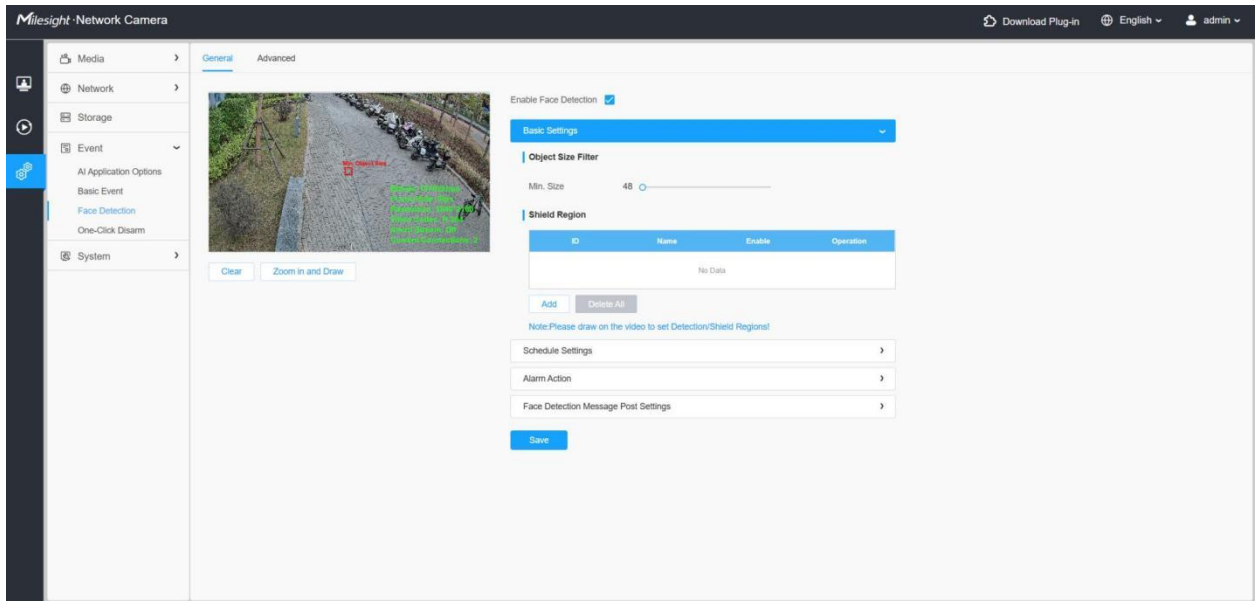 Milesight·Network Camera
Download Plug-in
English
admin
Media
Network
Storage
Event
AI Application Options
Basic Event
Face Detection
One-Click Disarm
System
General
Advanced
Min. Object Size
Clear
Zoom in and Draw
Enable Face Detection
Basic Settings
Object Size Filter
Min. Size 48
Shield Region
ID Name Enable Operation
No Data
Add Delete All
Note:Please draw on the video to set Detection/Shield Regions!
Schedule Settings
Alarm Action
Face Detection Message Post Settings
Save